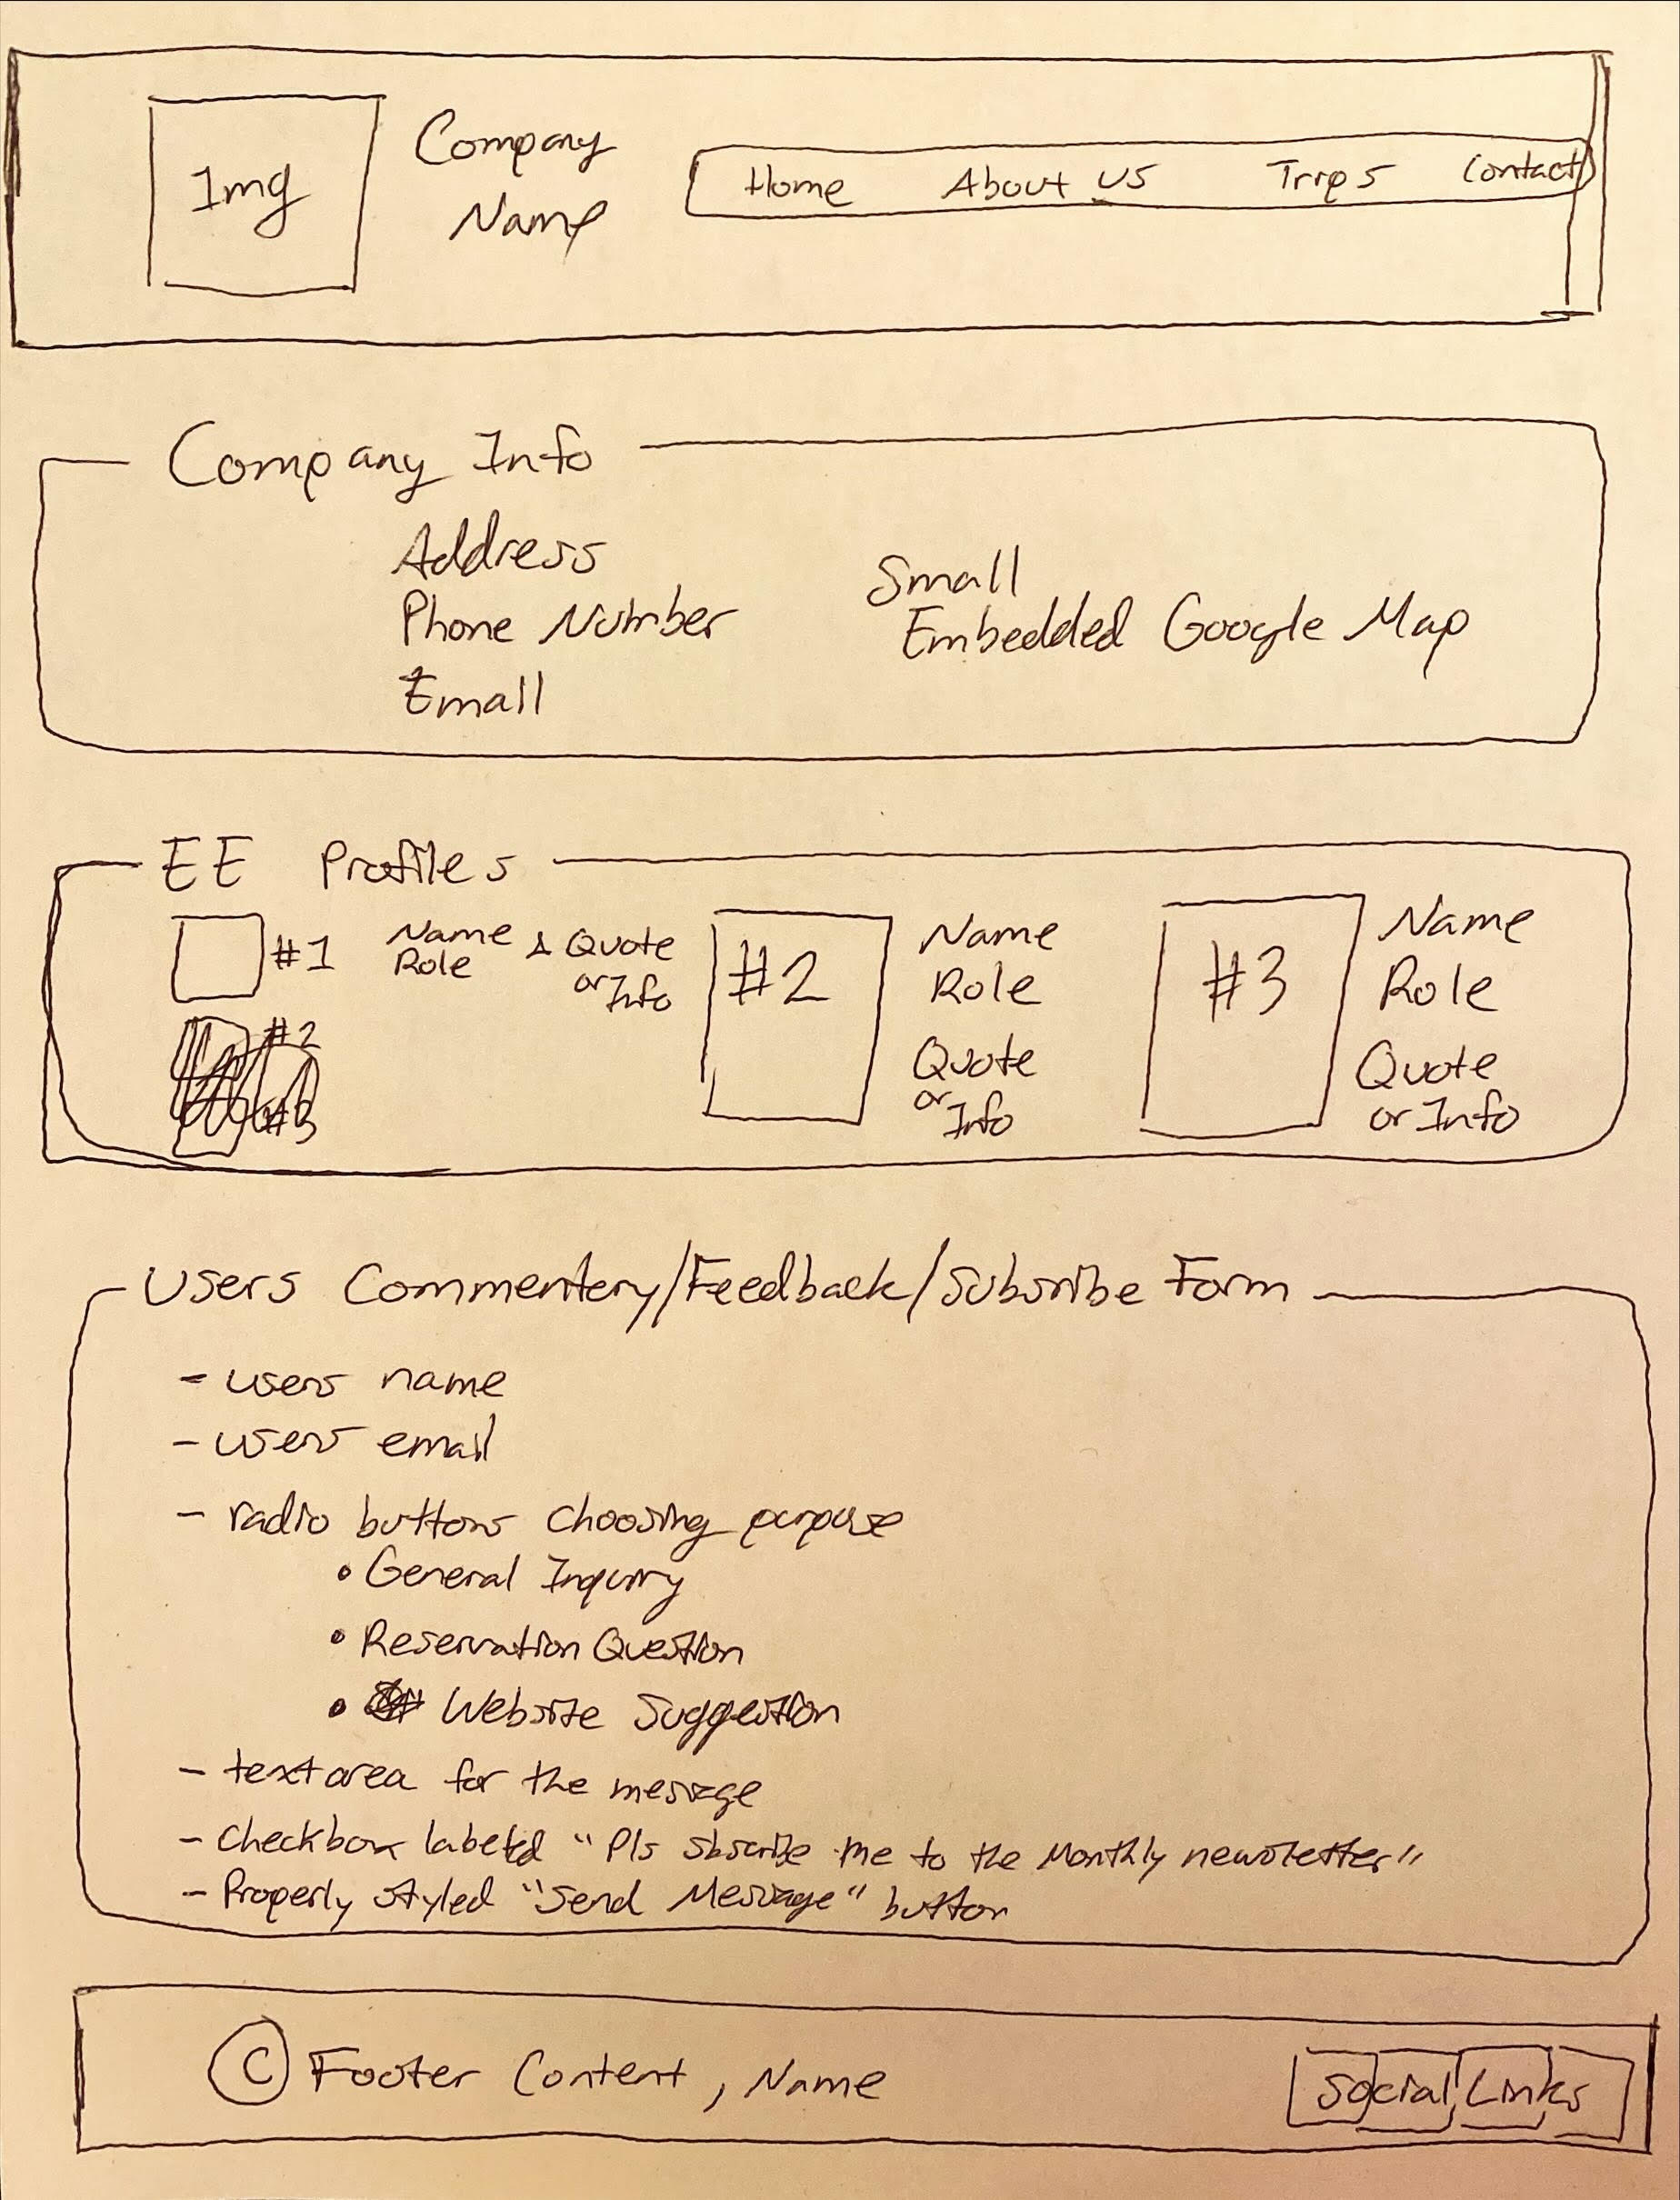 Img
Company
Name
Home About us Trips Contact
Company Info
Address
Phone Number
Email
Small
Embedded Google Map
EE Profiles
#1 Name
Role
& Quote
or Info
#2
#3
#2
Name
Role
Quote
or
Info
#3
Name
Role
Quote
or Info
Users Commentery/Feedback/Subsribe Form
- users name
- users email
- radio buttons choosing purpose
• General Inquiry
• Reservation Question
• Website Suggestion
- textarea for the message
- Checkbox labeled "Pls sbscribe me to the Monthly newsletter"
- Properly styled "Send Message" button
© Footer Content, Name
Social Links